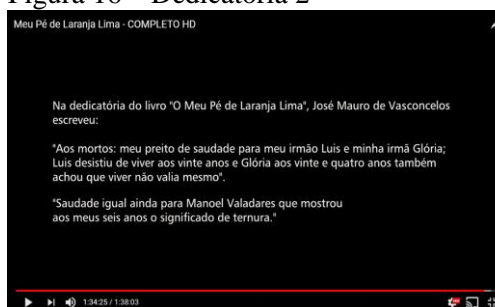 Figura 16 – Dedicatória 2
Meu Pé de Laranja Lima - COMPLETO HD
Na dedicatória do livro "O Meu Pé de Laranja Lima", José Mauro de Vasconcelos
escreveu:
"Aos mortos: meu preito de saudade para meu irmão Luis e minha irmã Glória;
Luis desistiu de viver aos vinte anos e Glória aos vinte e quatro anos também
achou que viver não valia mesmo".
"Saudade igual ainda para Manoel Valadares que mostrou
aos meus seis anos o significado de ternura."
1:34:25 / 1:38:03